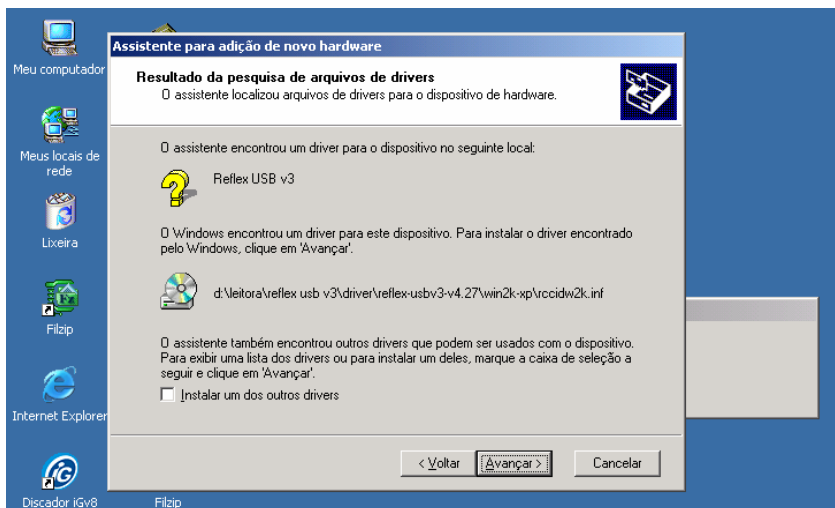 Meu computador
Meus locais de
rede
Lixeira
Filzip
Internet Explorer
Discador iGv8
Filzip
Assistente para adição de novo hardware
Resultado da pesquisa de arquivos de drivers
O assistente localizou arquivos de drivers para o dispositivo de hardware.
O assistente encontrou um driver para o dispositivo no seguinte local:
Reflex USB v3
O Windows encontrou um driver para este dispositivo. Para instalar o driver encontrado
pelo Windows, clique em 'Avançar'.
d:\leitora\reflex usb v3\driver\reflex-usbv3-v4.27\win2k-xp\rccidw2k.inf
O assistente também encontrou outros drivers que podem ser usados com o dispositivo.
Para exibir uma lista dos drivers ou para instalar um deles, marque a caixa de seleção a
seguir e clique em 'Avançar'.
Instalar um dos outros drivers
< Voltar
Avançar >
Cancelar